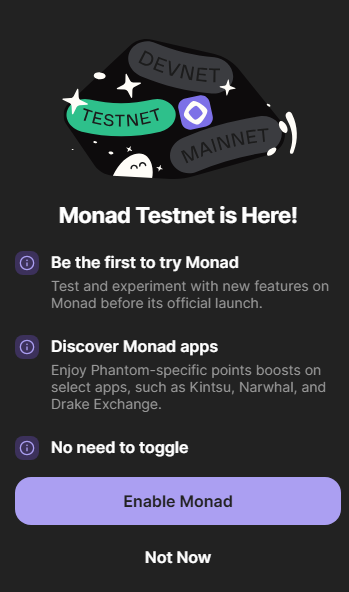 DEVNET
TESTNET
MAINNET
Monad Testnet is Here!
Be the first to try Monad
Test and experiment with new features on
Monad before its official launch.
Discover Monad apps
Enjoy Phantom-specific points boosts on
select apps, such as Kintsu, Narwhal, and
Drake Exchange.
No need to toggle
Enable Monad
Not Now